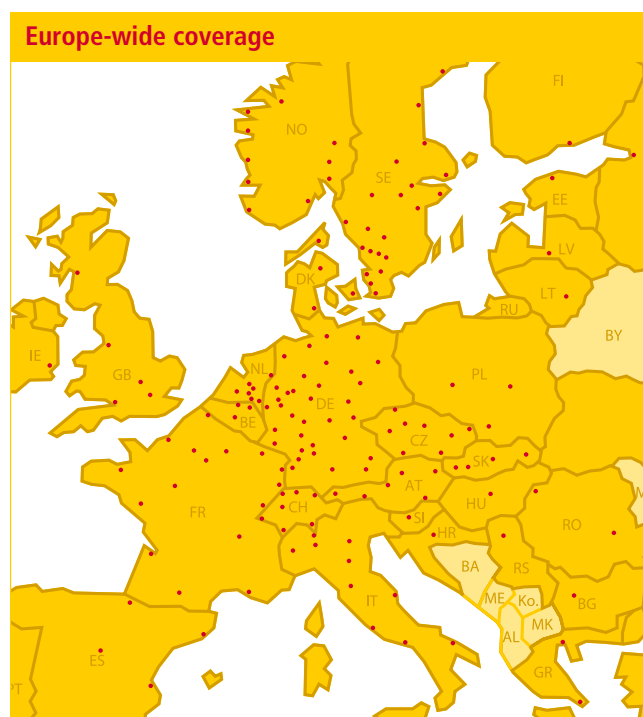 Europe-wide coverage
FI
NO
SE
EE
LV
DK
LT
RU
BY
IE
GB
NL
PL
DE
BE
CZ
SK
AT
FR
CH
HU
SI
RO
HR
BA
RS
ME
Ko.
BG
IT
MK
AL
ES
GR
PT
M